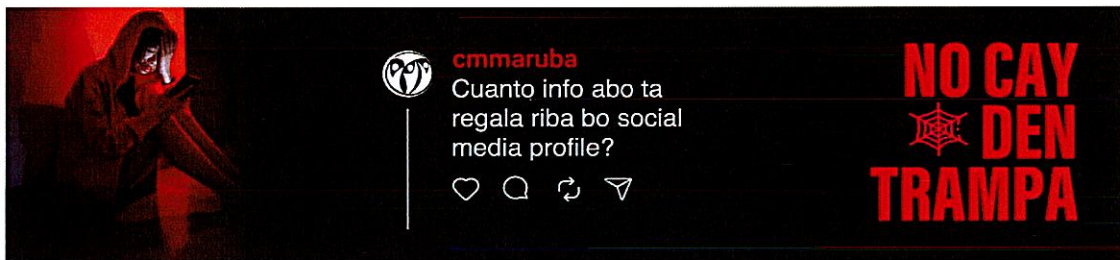 cmmaruba
Cuanto info abo ta
regala riba bo social
media profile?
NO CAY
DEN
TRAMPA